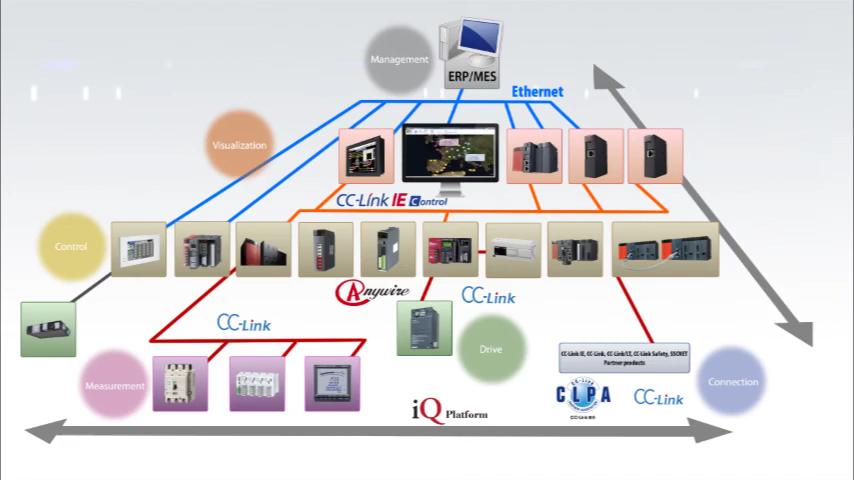 Management
ERP/MES
Ethernet
Visualization
CC-Link IE Control
Control
Anywire
CC-Link
CC-Link
Drive
CC-Link IE, CC-Link, CC-Link/LT, CC-Link Safety, SSCNET
Partner products
Measurement
Connection
CLPA
CC-Link
iQ Platform